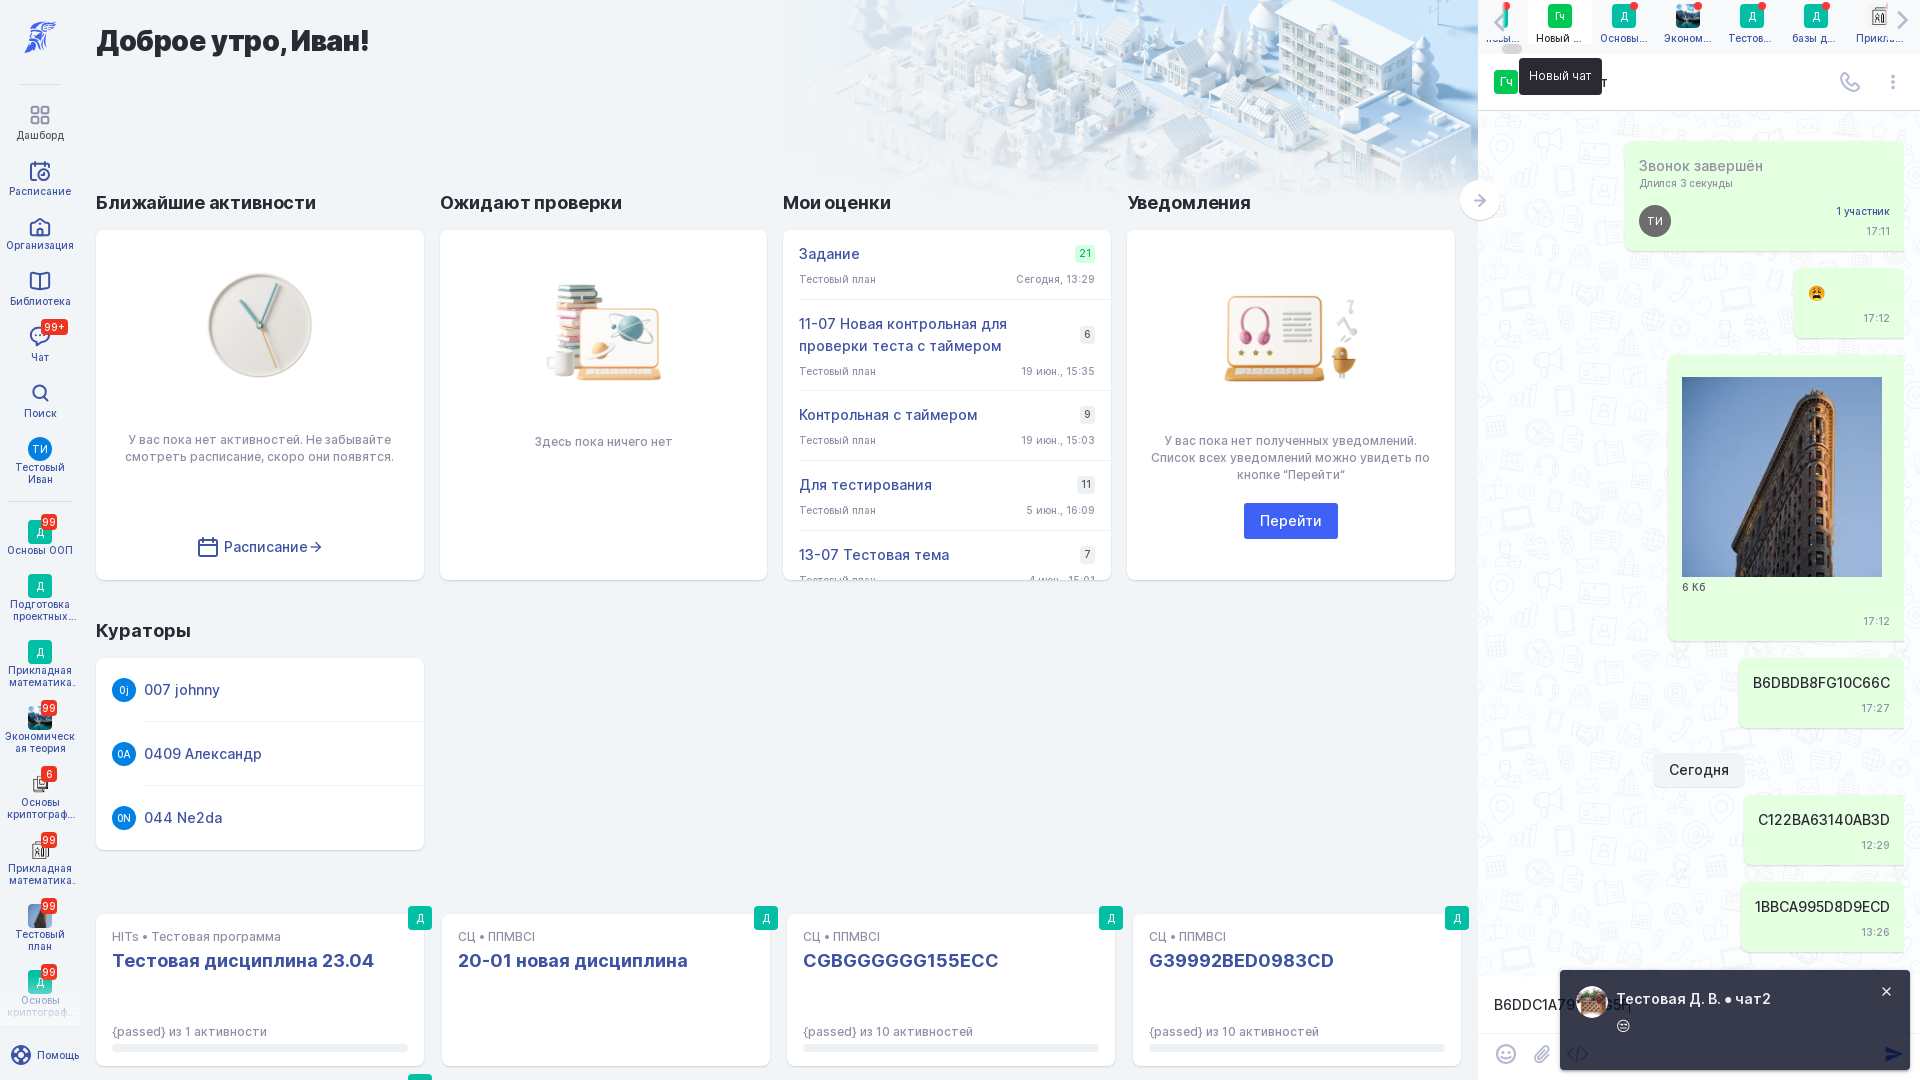 Доброе утро, Иван!
Дашборд
Расписание
Организация
Библиотека
99+
Чат
Поиск
ТИ
Тестовый
Иван
99
Д
Основы ООП
Д
Подготовка
проектных...
Д
Прикладная
математика..
99
Экономическ
ая теория
6
Основы
криптограф...
99
Прикладная
математика..
99
Тестовый
план
99
Д
Основы
криптограф...
Помощь
Ближайшие активности
У вас пока нет активностей. Не забывайте
смотреть расписание, скоро они появятся.
Расписание
Ожидают проверки
Здесь пока ничего нет
Мои оценки
Задание
21
Тестовый план
Сегодня, 13:29
11-07 Новая контрольная для
проверки теста с таймером
6
Тестовый план
19 июн., 15:35
Контрольная с таймером
9
Тестовый план
19 июн., 15:03
Для тестирования
11
Тестовый план
5 июн., 16:09
13-07 Тестовая тема
7
Тестовый план
4 июн., 15:01
Уведомления
У вас пока нет полученных уведомлений.
Список всех уведомлений можно увидеть по
кнопке “Перейти”
Перейти
Кураторы
0j
007 johnny
0А
0409 Александр
0N
044 Ne2da
Д
HITs • Тестовая программа
Тестовая дисциплина 23.04
{passed} из 1 активности
Д
СЦ • ППМВСІ
20-01 новая дисциплина
Д
СЦ • ППМВСІ
CGBGGGGGG155ECC
{passed} из 10 активностей
Д
СЦ • ППМВСІ
G39992BED0983CD
{passed} из 10 активностей
Гч
Новый ...
Д
Основы...
Эконом...
Д
Тестов...
Д
базы д...
Прикла...
Гч
Новый чат
Звонок завершён
Длился 3 секунды
ТИ
1 участник
17:11
17:12
6 Кб
17:12
B6DBDB8FG10C66C
17:27
Сегодня
C122BA63140AB3D
12:29
1BBCA995D8D9ECD
13:26
B6DDC1A7
Тестовая Д. В. ● чат2